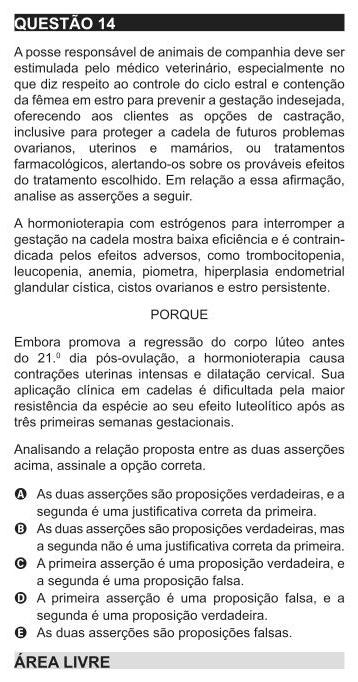 QUESTÃO 14
A posse responsável de animais de companhia deve ser
estimulada pelo médico veterinário, especialmente no
que diz respeito ao controle do ciclo estral e contenção
da fêmea em estro para prevenir a gestação indesejada,
oferecendo aos clientes as opções de castração,
inclusive para proteger a cadela de futuros problemas
ovarianos, uterinos e mamários, ou tratamentos
farmacológicos, alertando-os sobre os prováveis efeitos
do tratamento escolhido. Em relação a essa afirmação,
analise as asserções a seguir.
A hormonioterapia com estrógenos para interromper a
gestação na cadela mostra baixa eficiência e é contrain-
dicada pelos efeitos adversos, como trombocitopenia,
leucopenia, anemia, piometra, hiperplasia endometrial
glandular cística, cistos ovarianos e estro persistente.
PORQUE
Embora promova a regressão do corpo lúteo antes
do 21.º dia pós-ovulação, a hormonioterapia causa
contrações uterinas intensas e dilatação cervical. Sua
aplicação clínica em cadelas é dificultada pela maior
resistência da espécie ao seu efeito luteolítico após as
três primeiras semanas gestacionais.
Analisando a relação proposta entre as duas asserções
acima, assinale a opção correta.
A As duas asserções são proposições verdadeiras, e a
segunda é uma justificativa correta da primeira.
B As duas asserções são proposições verdadeiras, mas
a segunda não é uma justificativa correta da primeira.
C A primeira asserção é uma proposição verdadeira, e
a segunda é uma proposição falsa.
D A primeira asserção é uma proposição falsa, e a
segunda é uma proposição verdadeira.
E As duas asserções são proposições falsas.
ÁREA LIVRE